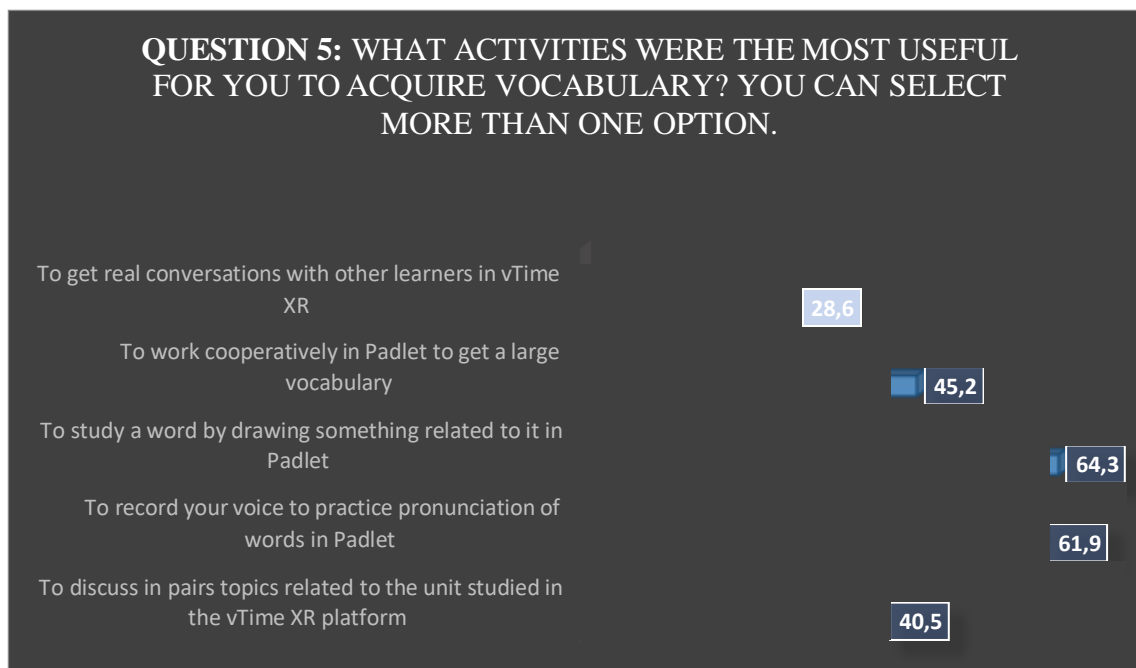 QUESTION 5: WHAT ACTIVITIES WERE THE MOST USEFUL
FOR YOU TO ACQUIRE VOCABULARY? YOU CAN SELECT
MORE THAN ONE OPTION.
To get real conversations with other learners in vTime
XR
28,6
To work cooperatively in Padlet to get a large
vocabulary
45,2
To study a word by drawing something related to it in
Padlet
64,3
To record your voice to practice pronunciation of
words in Padlet
61,9
To discuss in pairs topics related to the unit studied in
the vTime XR platform
40,5